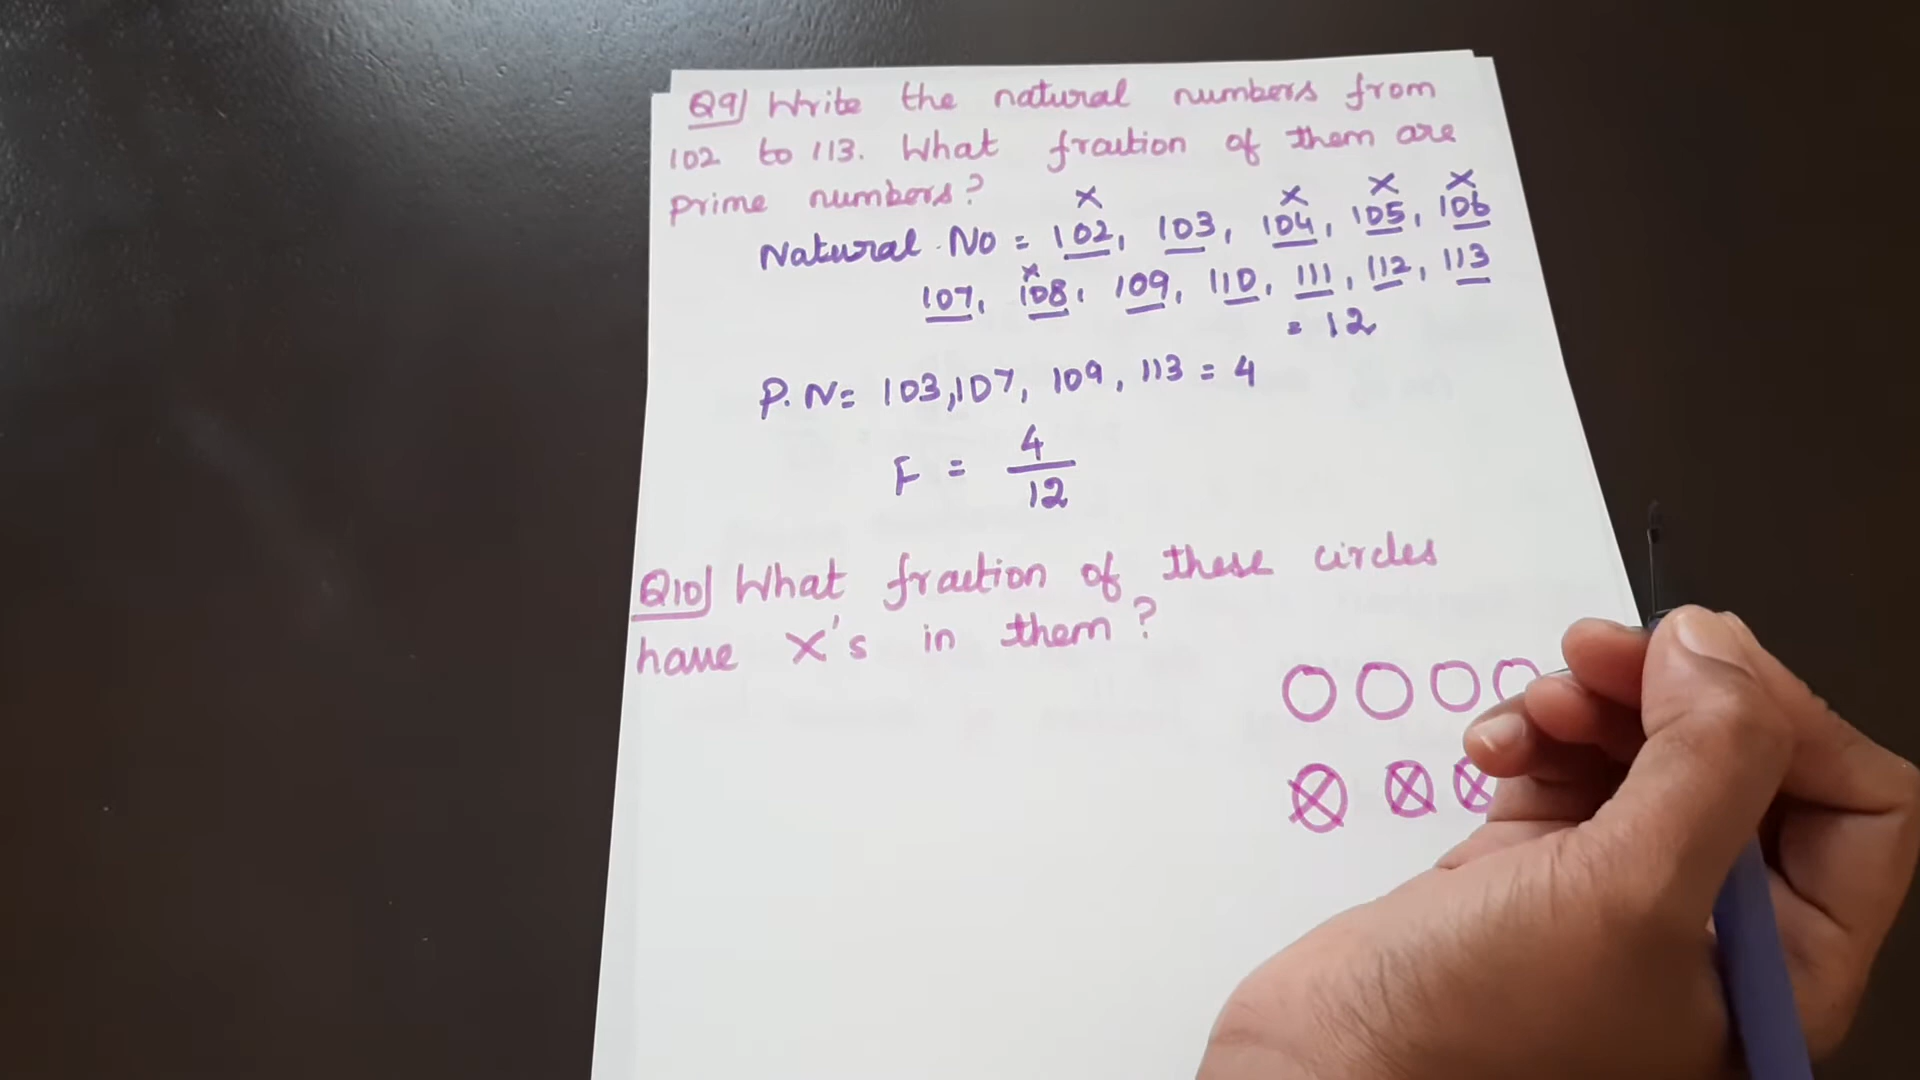 Q9) Write the natural numbers from
102 to 113. What fraction of them are
prime numbers?
Natural. No = 102, 103, 104, 105, 106
107, 108, 109, 110, 111, 112, 113
= 12
P. N = 103, 107, 109, 113 = 4
F = 4/12
Q10) What fraction of these circles
have X's in them?